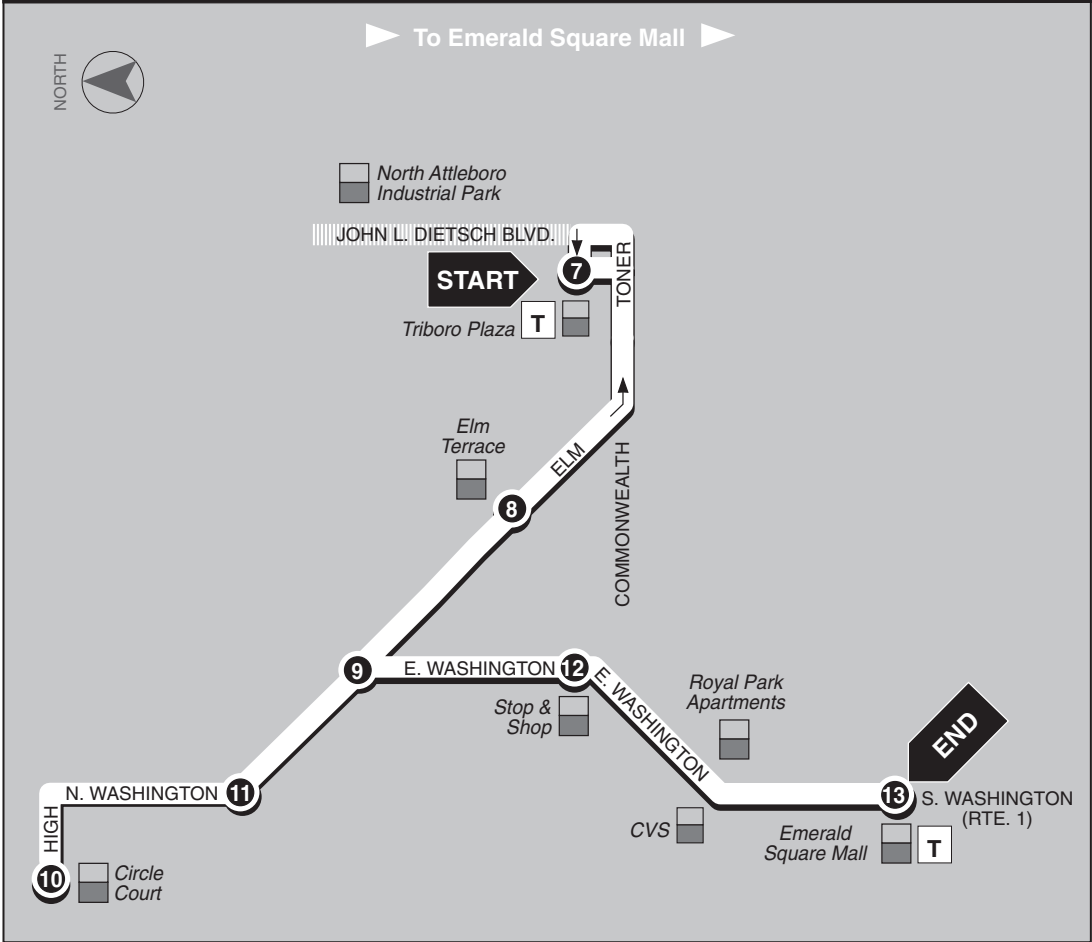 To Emerald Square Mall
NORTH
North Attleboro
Industrial Park
JOHN L. DIETSCH BLVD.
START
7
TONER
Triboro Plaza
T
Elm
Terrace
ELM
8
COMMONWEALTH
9
E. WASHINGTON
12
E. WASHINGTON
Royal Park
Apartments
Stop &
Shop
END
N. WASHINGTON
11
13
S. WASHINGTON
(RTE. 1)
HIGH
CVS
Emerald
Square Mall
T
10
Circle
Court